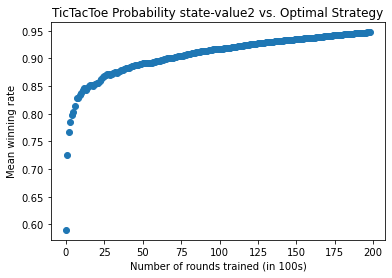 TicTacToe Probability state-value2 vs. Optimal Strategy
0.95
0.90
0.85
0.80
0.75
0.70
0.65
0.60
Mean winning rate
0 25 50 75 100 125 150 175 200
Number of rounds trained (in 100s)